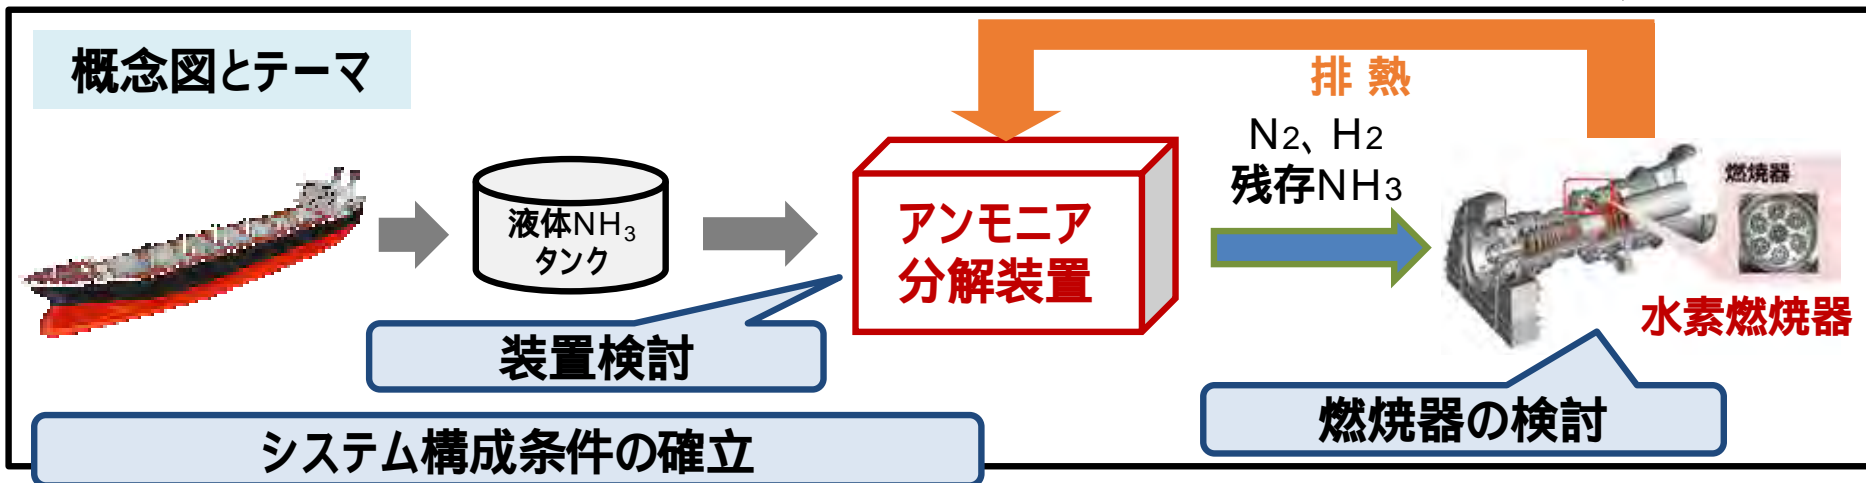 概念図とテーマ
排 熱
N2、H2
残存NH3
燃焼器
液体NH3
タンク
アンモニア
分解装置
水素燃焼器
装置検討
燃焼器の検討
システム構成条件の確立